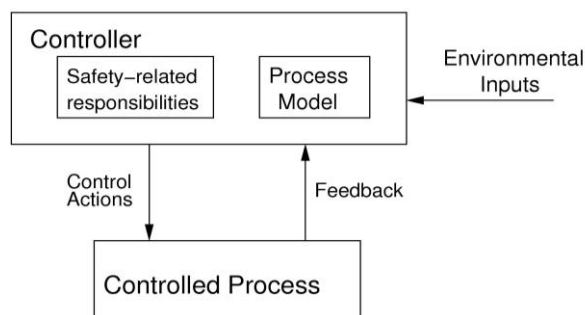 Controller
Safety−related
responsibilities
Process
Model
Environmental
Inputs
Control
Actions
Feedback
Controlled Process